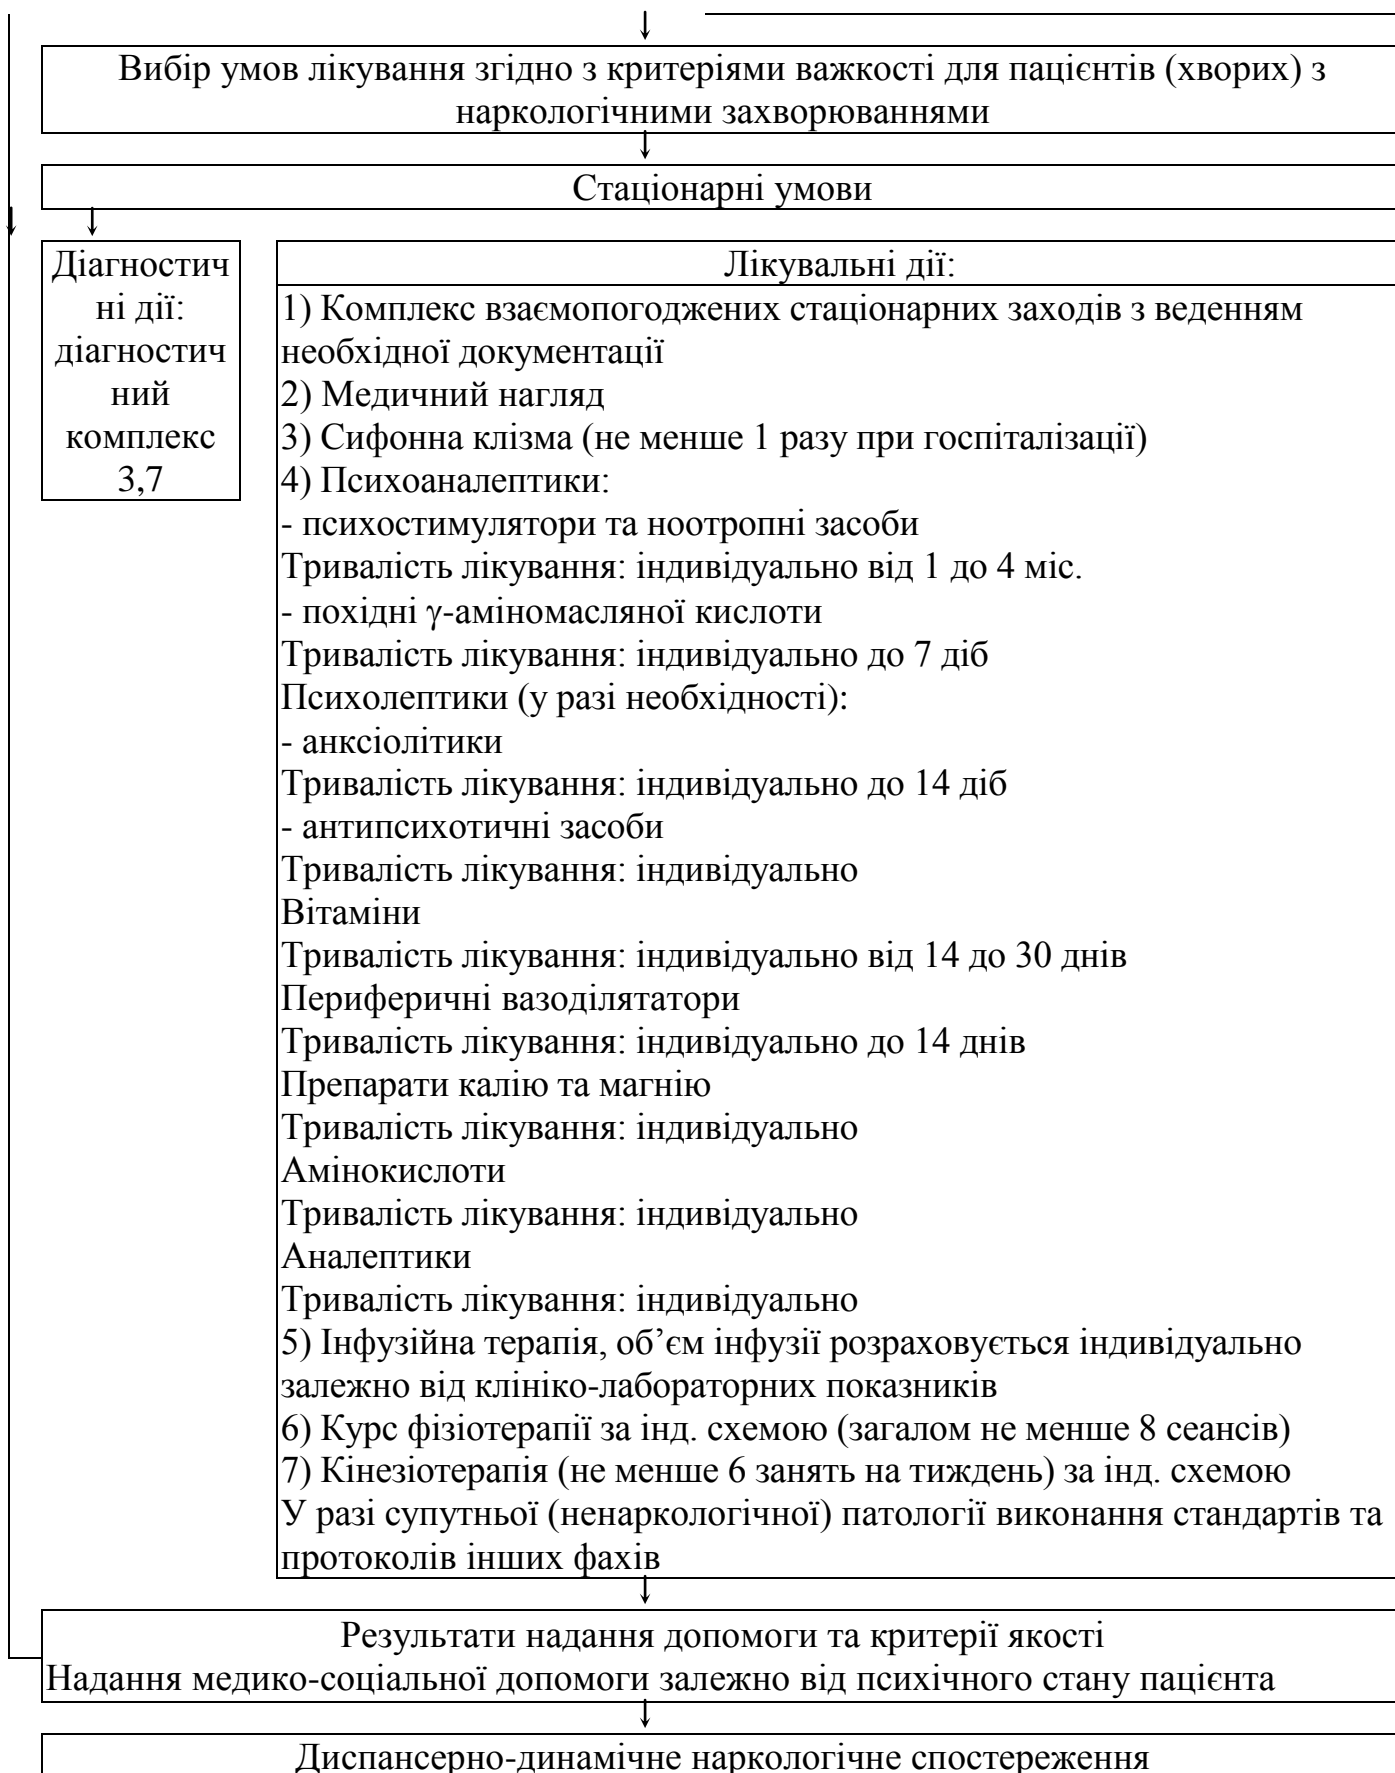 Вибір умов лікування згідно з критеріями важкості для пацієнтів (хворих) з
наркологічними захворюваннями
Стаціонарні умови
Діагностич
ні дії:
діагностич
ний
комплекс
3,7
Лікувальні дії:
1) Комплекс взаємопогоджених стаціонарних заходів з веденням
необхідної документації
2) Медичний нагляд
3) Сифонна клізма (не менше 1 разу при госпіталізації)
4) Психоаналептики:
- психостимулятори та ноотропні засоби
Тривалість лікування: індивідуально від 1 до 4 міс.
- похідні γ-аміномасляної кислоти
Тривалість лікування: індивідуально до 7 діб
Психолептики (у разі необхідності):
- анксіолітики
Тривалість лікування: індивідуально до 14 діб
- антипсихотичні засоби
Тривалість лікування: індивідуально
Вітаміни
Тривалість лікування: індивідуально від 14 до 30 днів
Периферичні вазоділятатори
Тривалість лікування: індивідуально до 14 днів
Препарати калію та магнію
Тривалість лікування: індивідуально
Амінокислоти
Тривалість лікування: індивідуально
Аналептики
Тривалість лікування: індивідуально
5) Інфузійна терапія, об’єм інфузії розраховується індивідуально
залежно від клініко-лабораторних показників
6) Курс фізіотерапії за інд. схемою (загалом не менше 8 сеансів)
7) Кінезіотерапія (не менше 6 занять на тиждень) за інд. схемою
У разі супутньої (ненаркологічної) патології виконання стандартів та
протоколів інших фахів
Результати надання допомоги та критерії якості
Надання медико-соціальної допомоги залежно від психічного стану пацієнта
Диспансерно-динамічне наркологічне спостереження